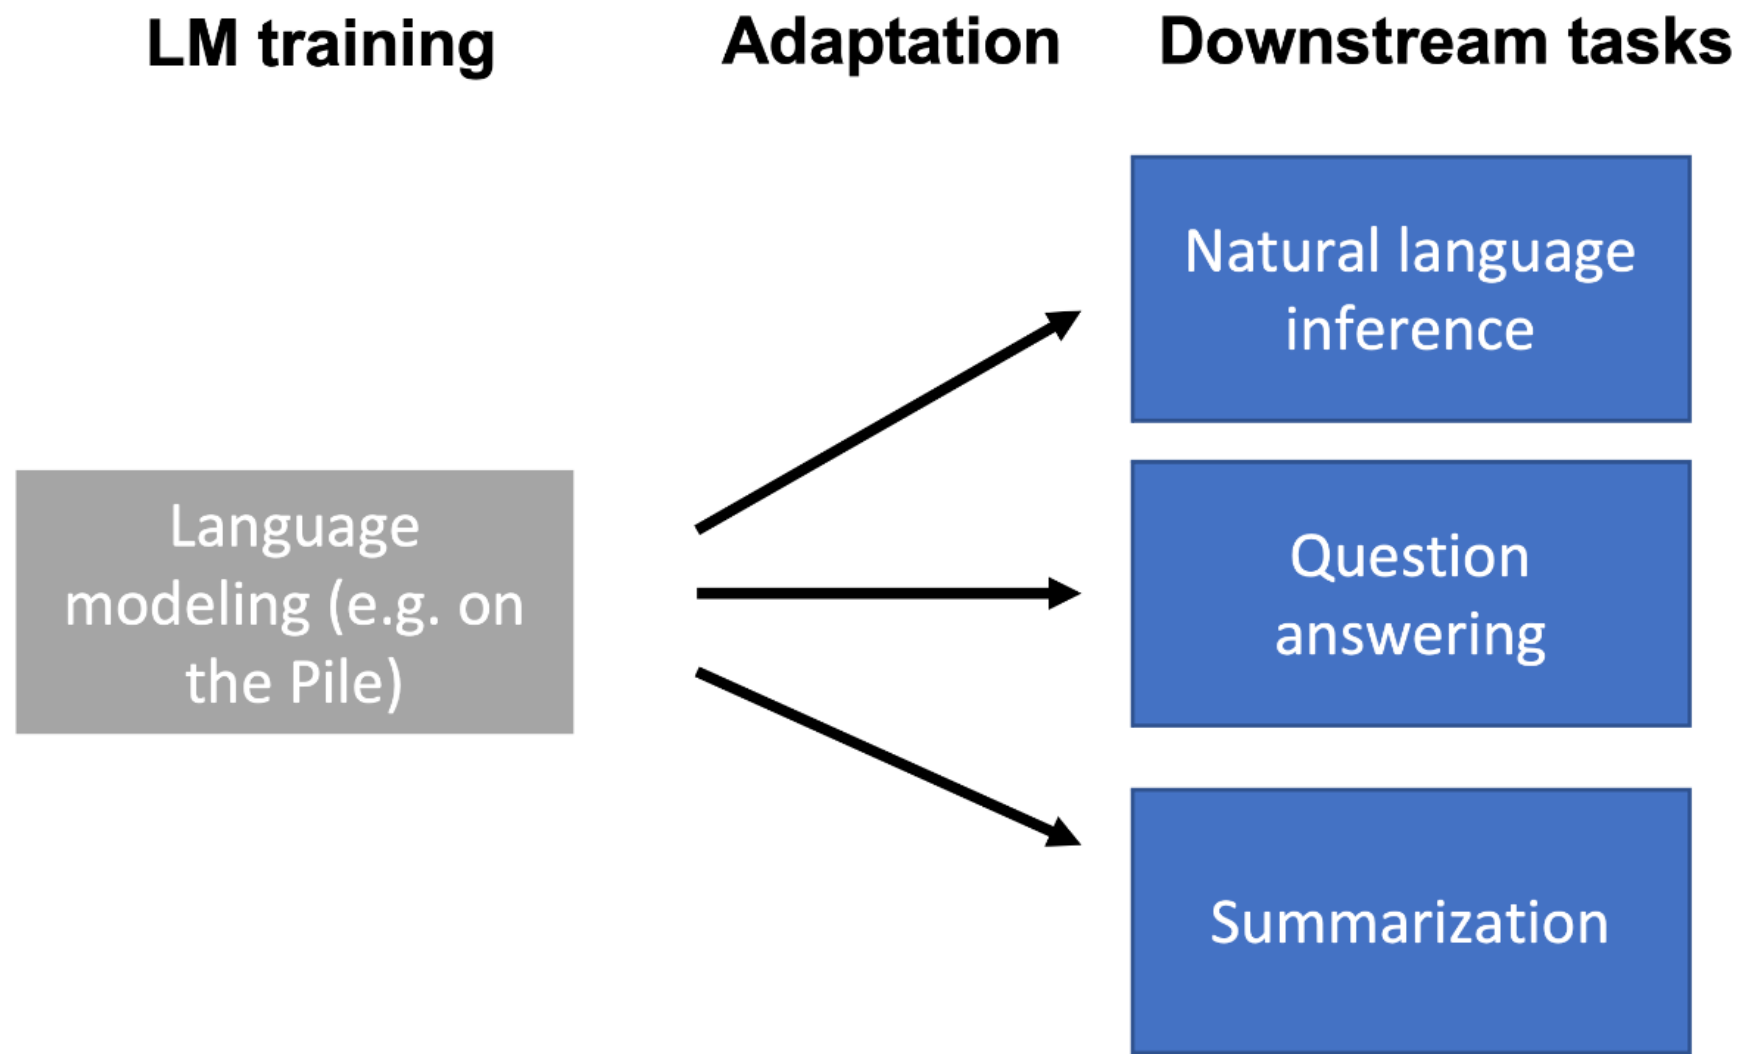 LM training
Adaptation
Downstream tasks
Natural language
inference
Language
modeling (e.g. on
the Pile)
Question
answering
Summarization